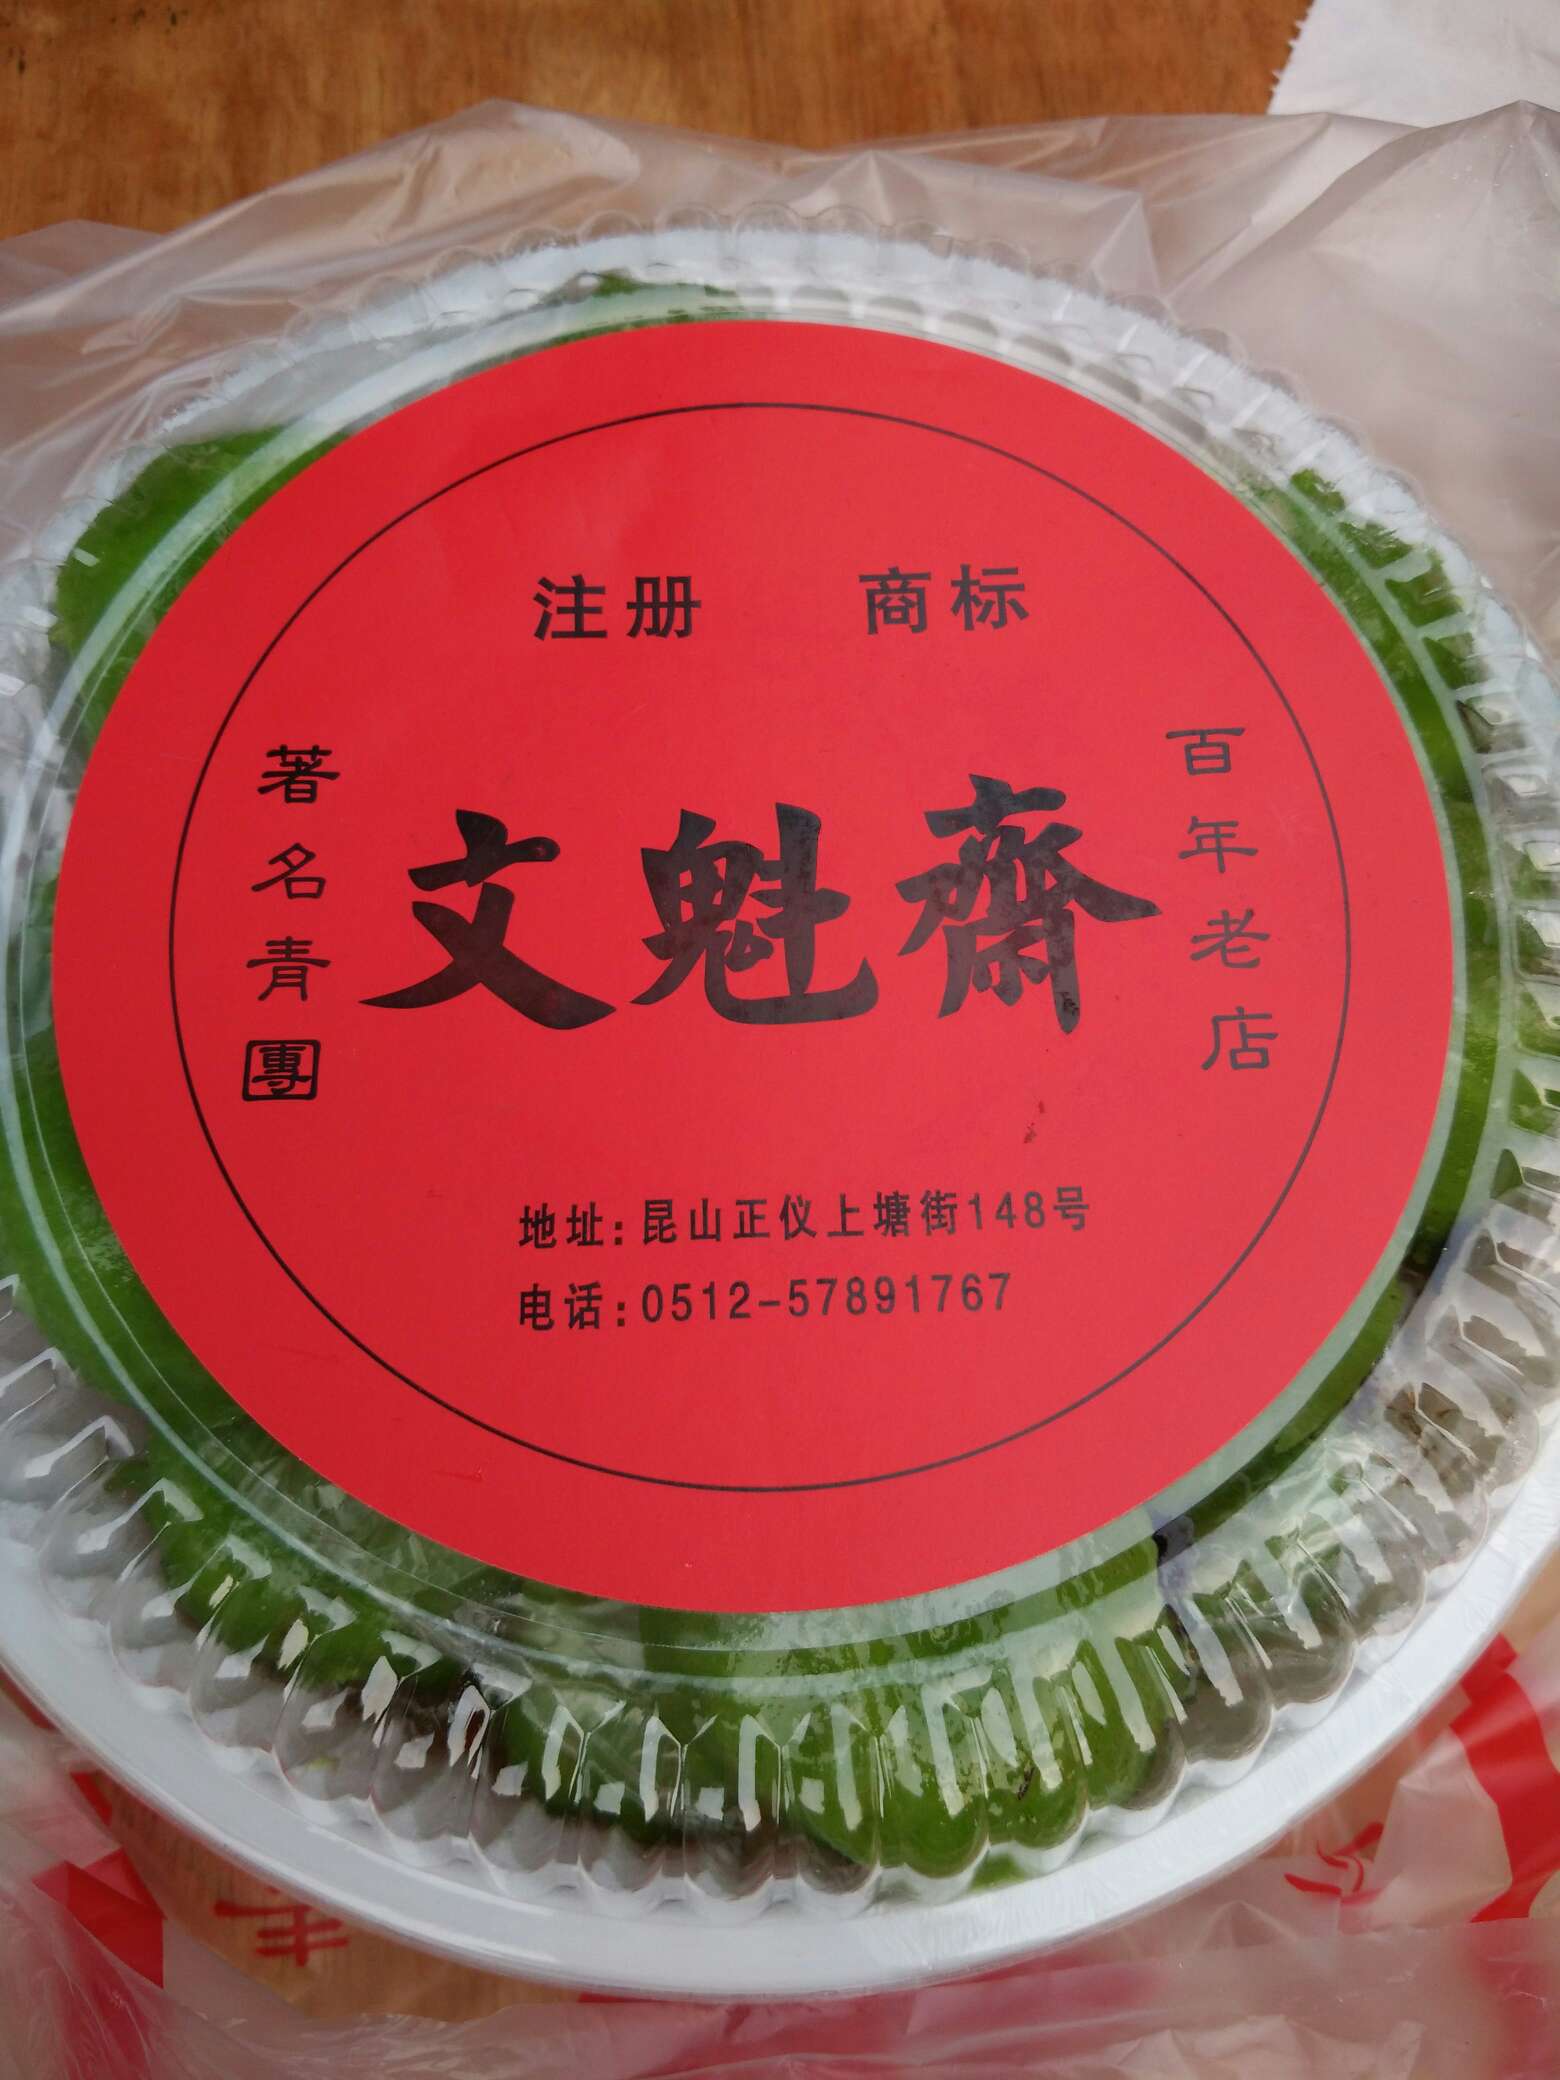 注册 商标
著名青團
文魁齋
百年老店
地址:昆山正仪上塘街148号
电话:0512-57891767